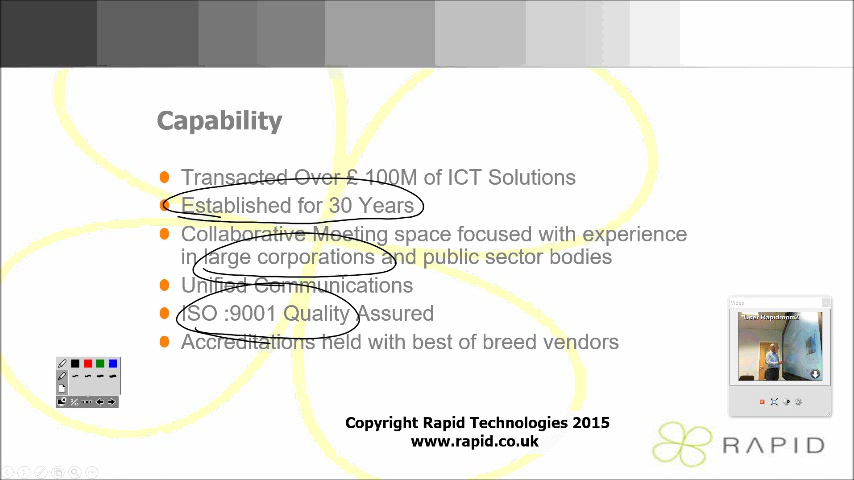 Capability
Transacted Over £ 100M of ICT Solutions
Established for 30 Years
Collaborative Meeting space focused with experience
in large corporations and public sector bodies
Unified Communications
ISO :9001 Quality Assured
Accreditations held with best of breed vendors
Video
Copyright Rapid Technologies 2015
www.rapid.co.uk
RAPID